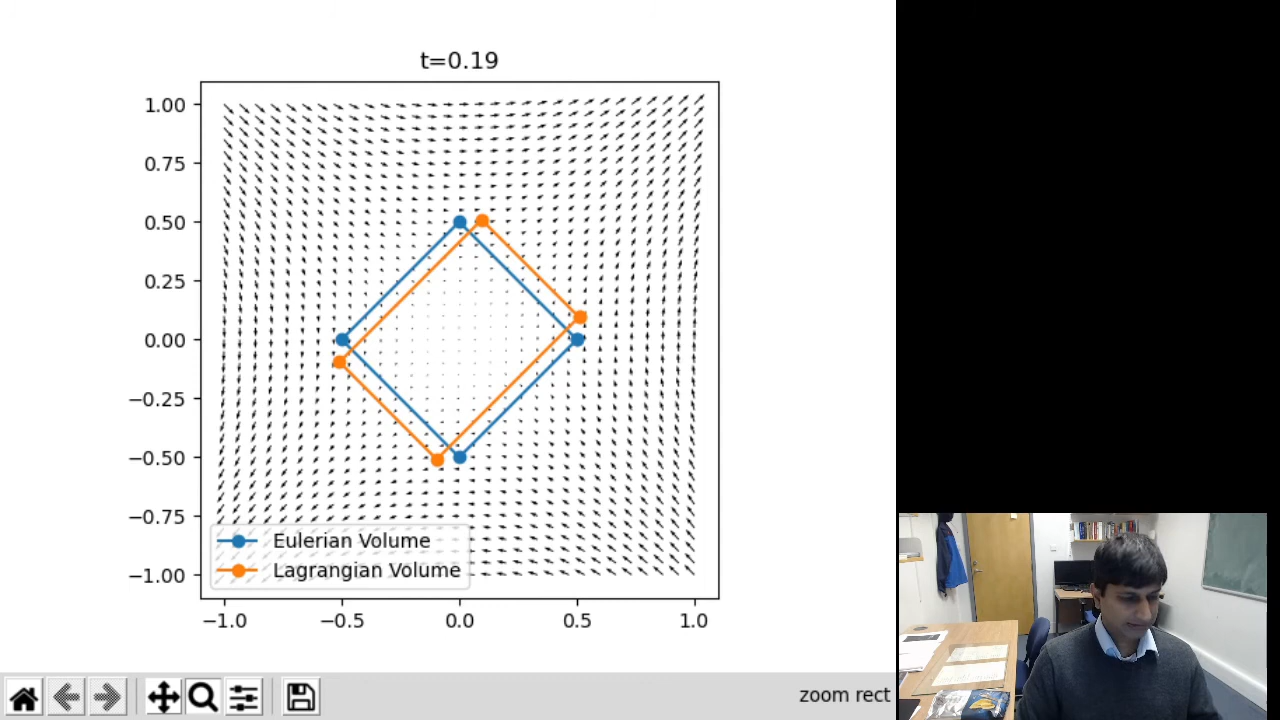 t=0.19
1.00
0.75
0.50
0.25
0.00
−0.25
−0.50
−0.75
−1.00
Eulerian Volume
Lagrangian Volume
−1.0 −0.5 0.0 0.5 1.0
zoom rect